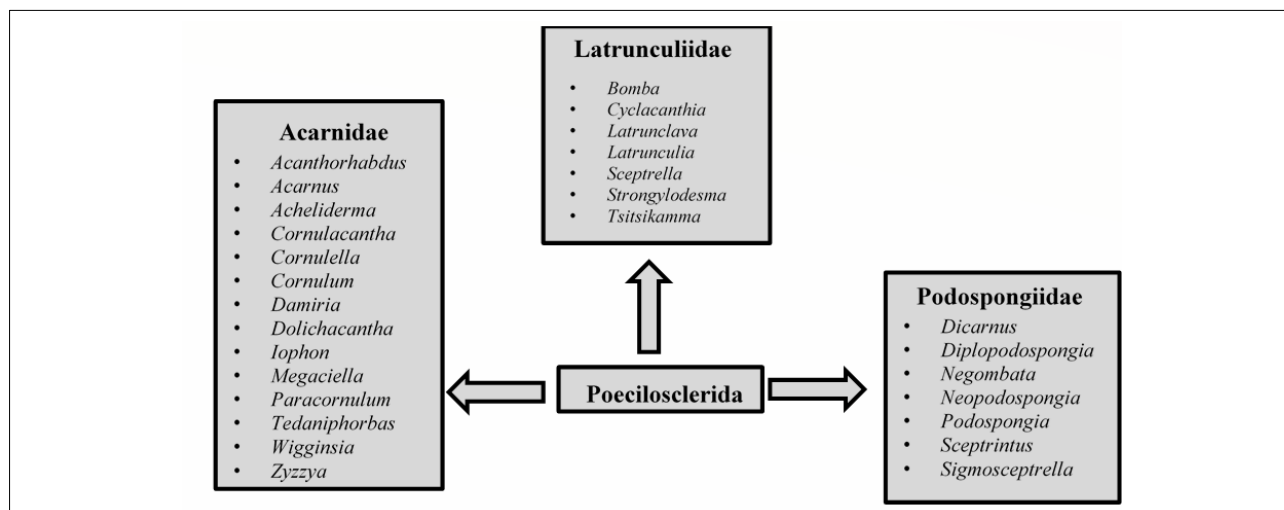 Latrunculiidae
• Bomba
• Cyclacanthia
• Latrunclava
• Latrunculia
• Sceptrella
• Strongylodesma
• Tsitsikamma
Acarnidae
• Acanthorhabdus
• Acarnus
• Acheliderma
• Cornulacantha
• Cornulella
• Cornulum
• Damiria
• Dolichacantha
• Iophon
• Megaciella
• Paracornulum
• Tedaniphorbas
• Wigginsia
• Zyzzya
Poecilosclerida
Podospongiidae
• Dicarnus
• Diplopodospongia
• Negombata
• Neopodospongia
• Podospongia
• Sceptrintus
• Sigmosceptrella